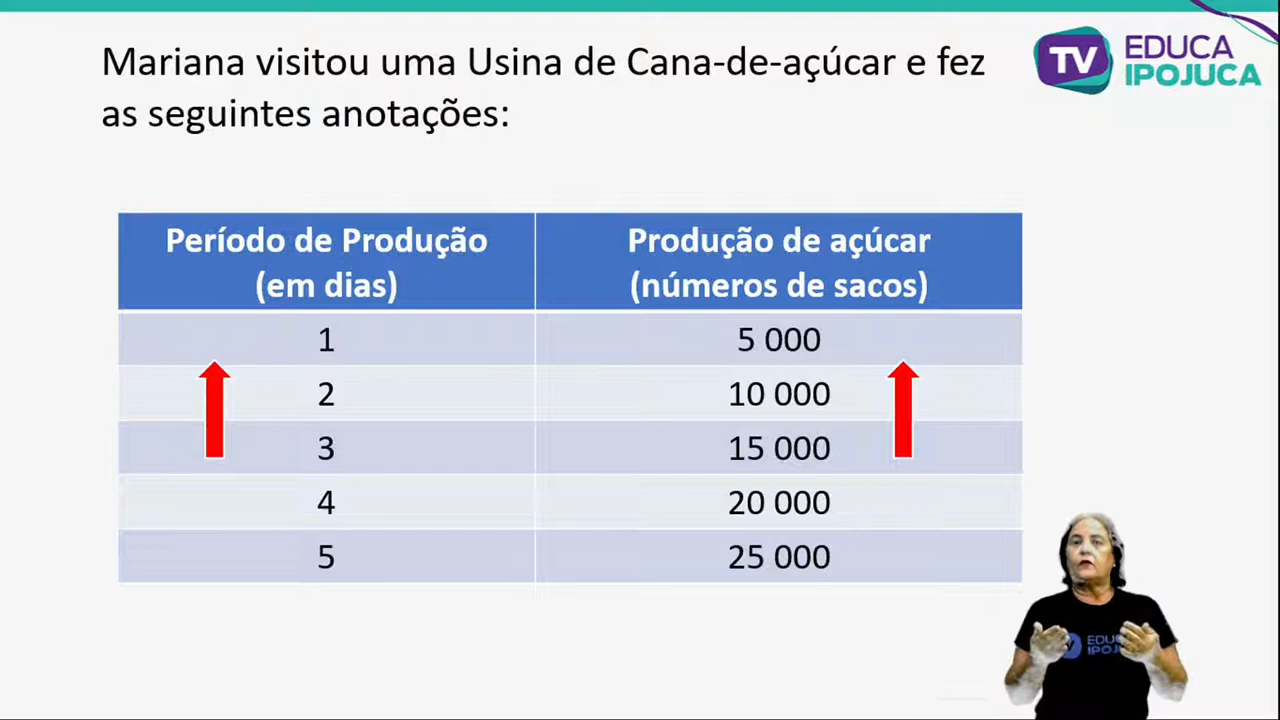 Mariana visitou uma Usina de Cana-de-açúcar e fez
as seguintes anotações:
TV EDUCA
IPOJUCA
Período de Produção
(em dias)
Produção de açúcar
(números de sacos)
1 5 000
2 10 000
3 15 000
4 20 000
5 25 000